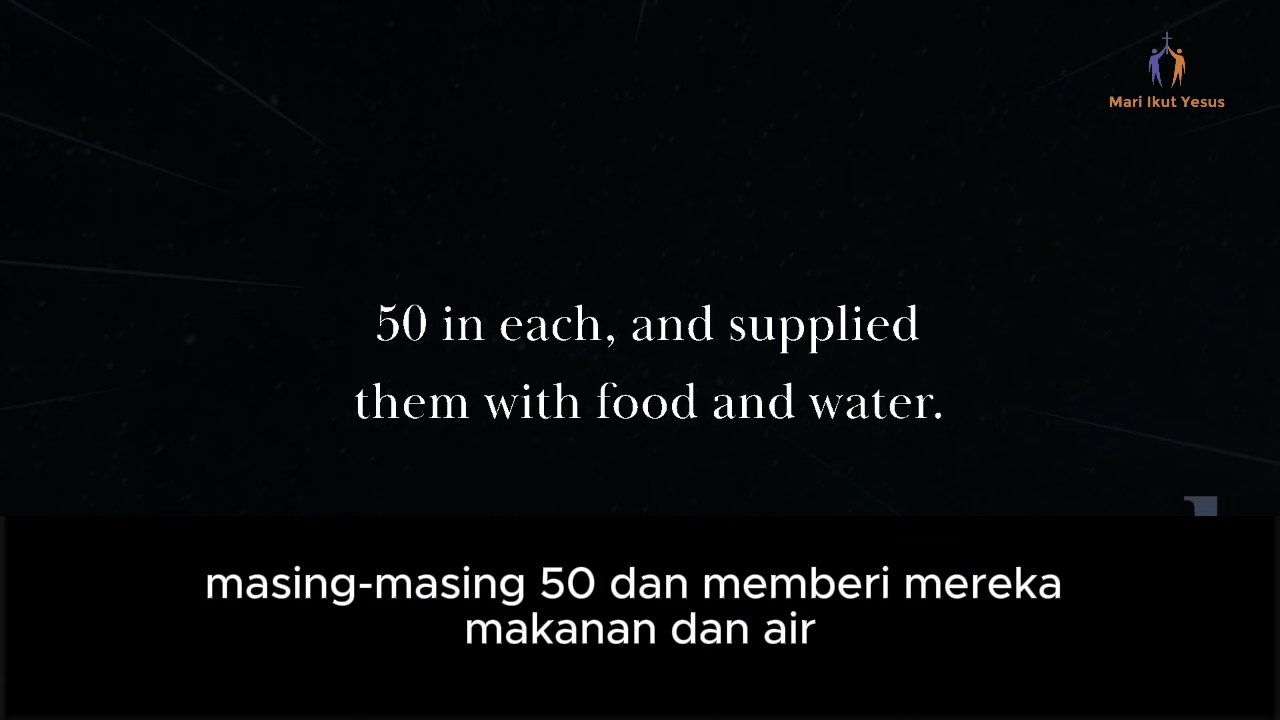 Mari Ikut Yesus
50 in each, and supplied
them with food and water.
masing-masing 50 dan memberi mereka
makanan dan air